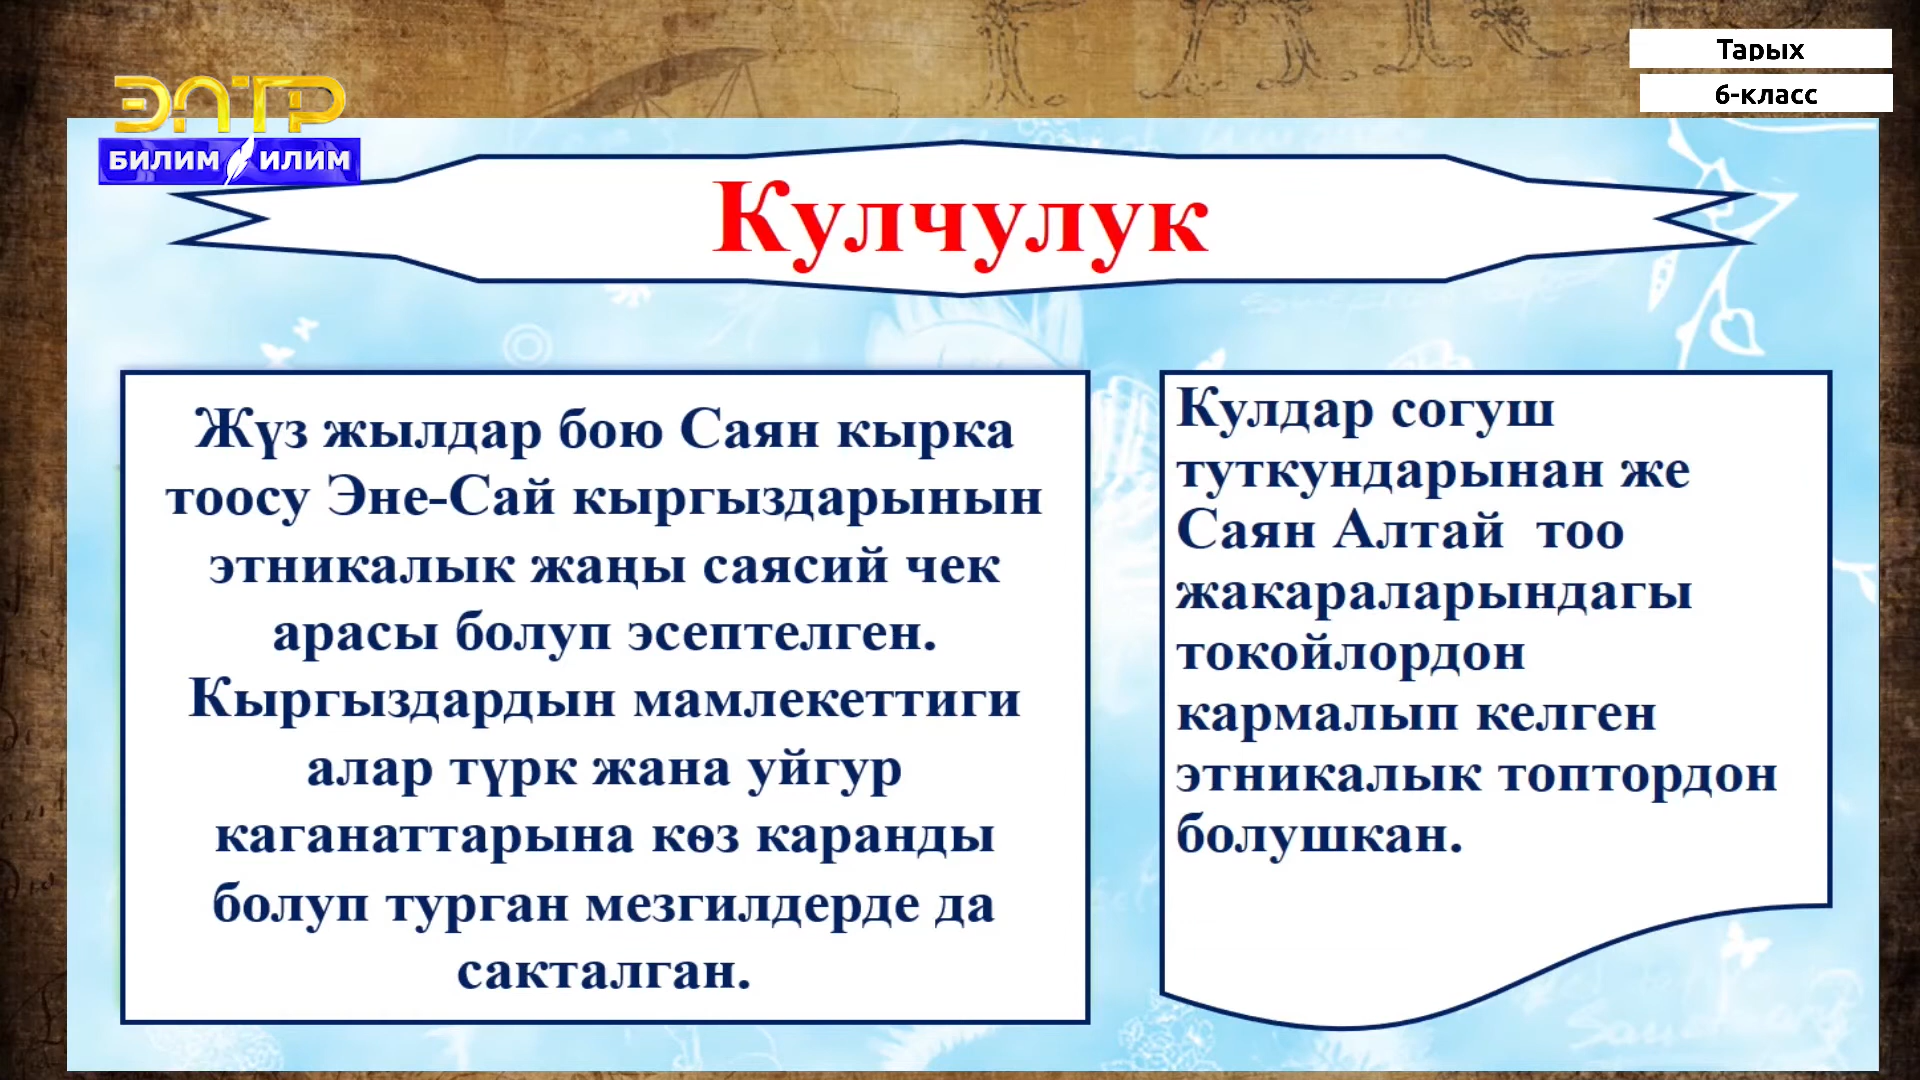 Тарых
6-класс
ЭЛТР
БИЛИМ ИЛИМ
Кулчулук
Жүз жылдар бою Саян кырка
тоосу Эне-Сай кыргыздарынын
этникалык жаңы саясий чек
арасы болуп эсептелген.
Кыргыздардын мамлекеттиги
алар түрк жана уйгур
каганаттарына көз каранды
болуп турган мезгилдерде да
сакталган.
Кулдар согуш
туткундарынан же
Саян Алтай тоо
жакараларындагы
токойлордон
кармалып келген
этникалык топтордон
болушкан.